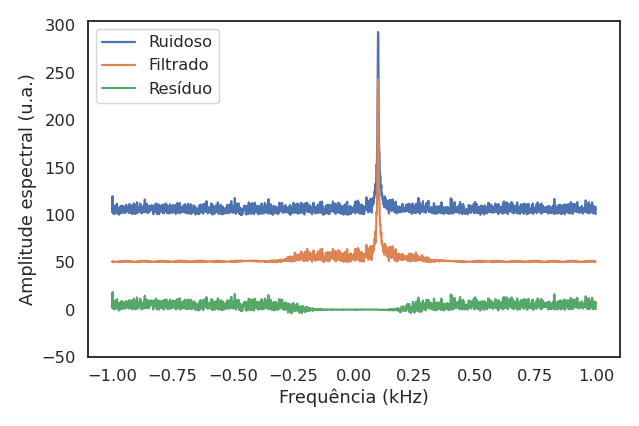 Ruidoso
Filtrado
Resíduo
300
250
200
150
100
50
0
−50
−1.00 −0.75 −0.50 −0.25 0.00 0.25 0.50 0.75 1.00
Frequência (kHz)
Amplitude espectral (u.a.)